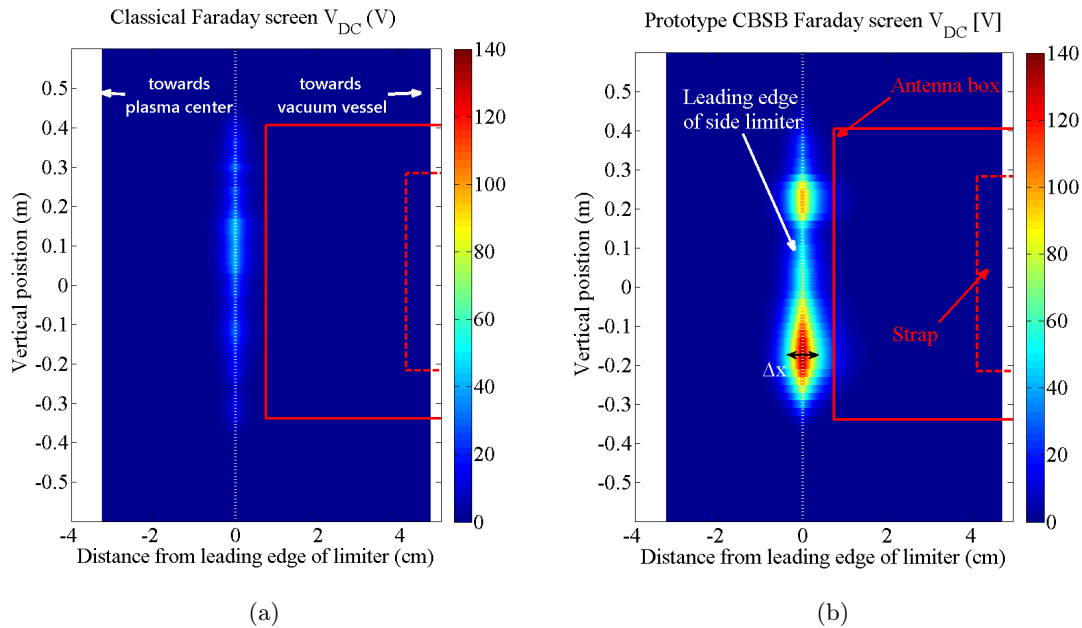 Classical Faraday screen V_DC (V)
140
120
100
80
60
40
20
0
0.5
0.4
0.3
0.2
0.1
0
-0.1
-0.2
-0.3
-0.4
-0.5
Vertical poistion (m)
towards
plasma center
towards
vacuum vessel
-4
-2
0
2
4
Distance from leading edge of limiter (cm)
(a)
Prototype CBSB Faraday screen V_DC [V]
140
120
100
80
60
40
20
0
0.5
0.4
0.3
0.2
0.1
0
-0.1
-0.2
-0.3
-0.4
-0.5
Vertical poistion (m)
Leading edge
of side limiter
Antenna box
Strap
Δx
-4
-2
0
2
4
Distance from leading edge of limiter (cm)
(b)